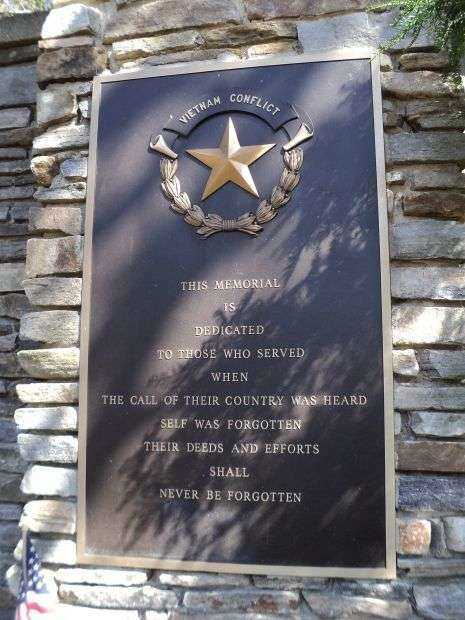 VIETNAM CONFLICT
THIS MEMORIAL
IS
DEDICATED
TO THOSE WHO SERVED
WHEN
THE CALL OF THEIR COUNTRY WAS HEARD
SELF WAS FORGOTTEN
THEIR DEEDS AND EFFORTS
SHALL
NEVER BE FORGOTTEN